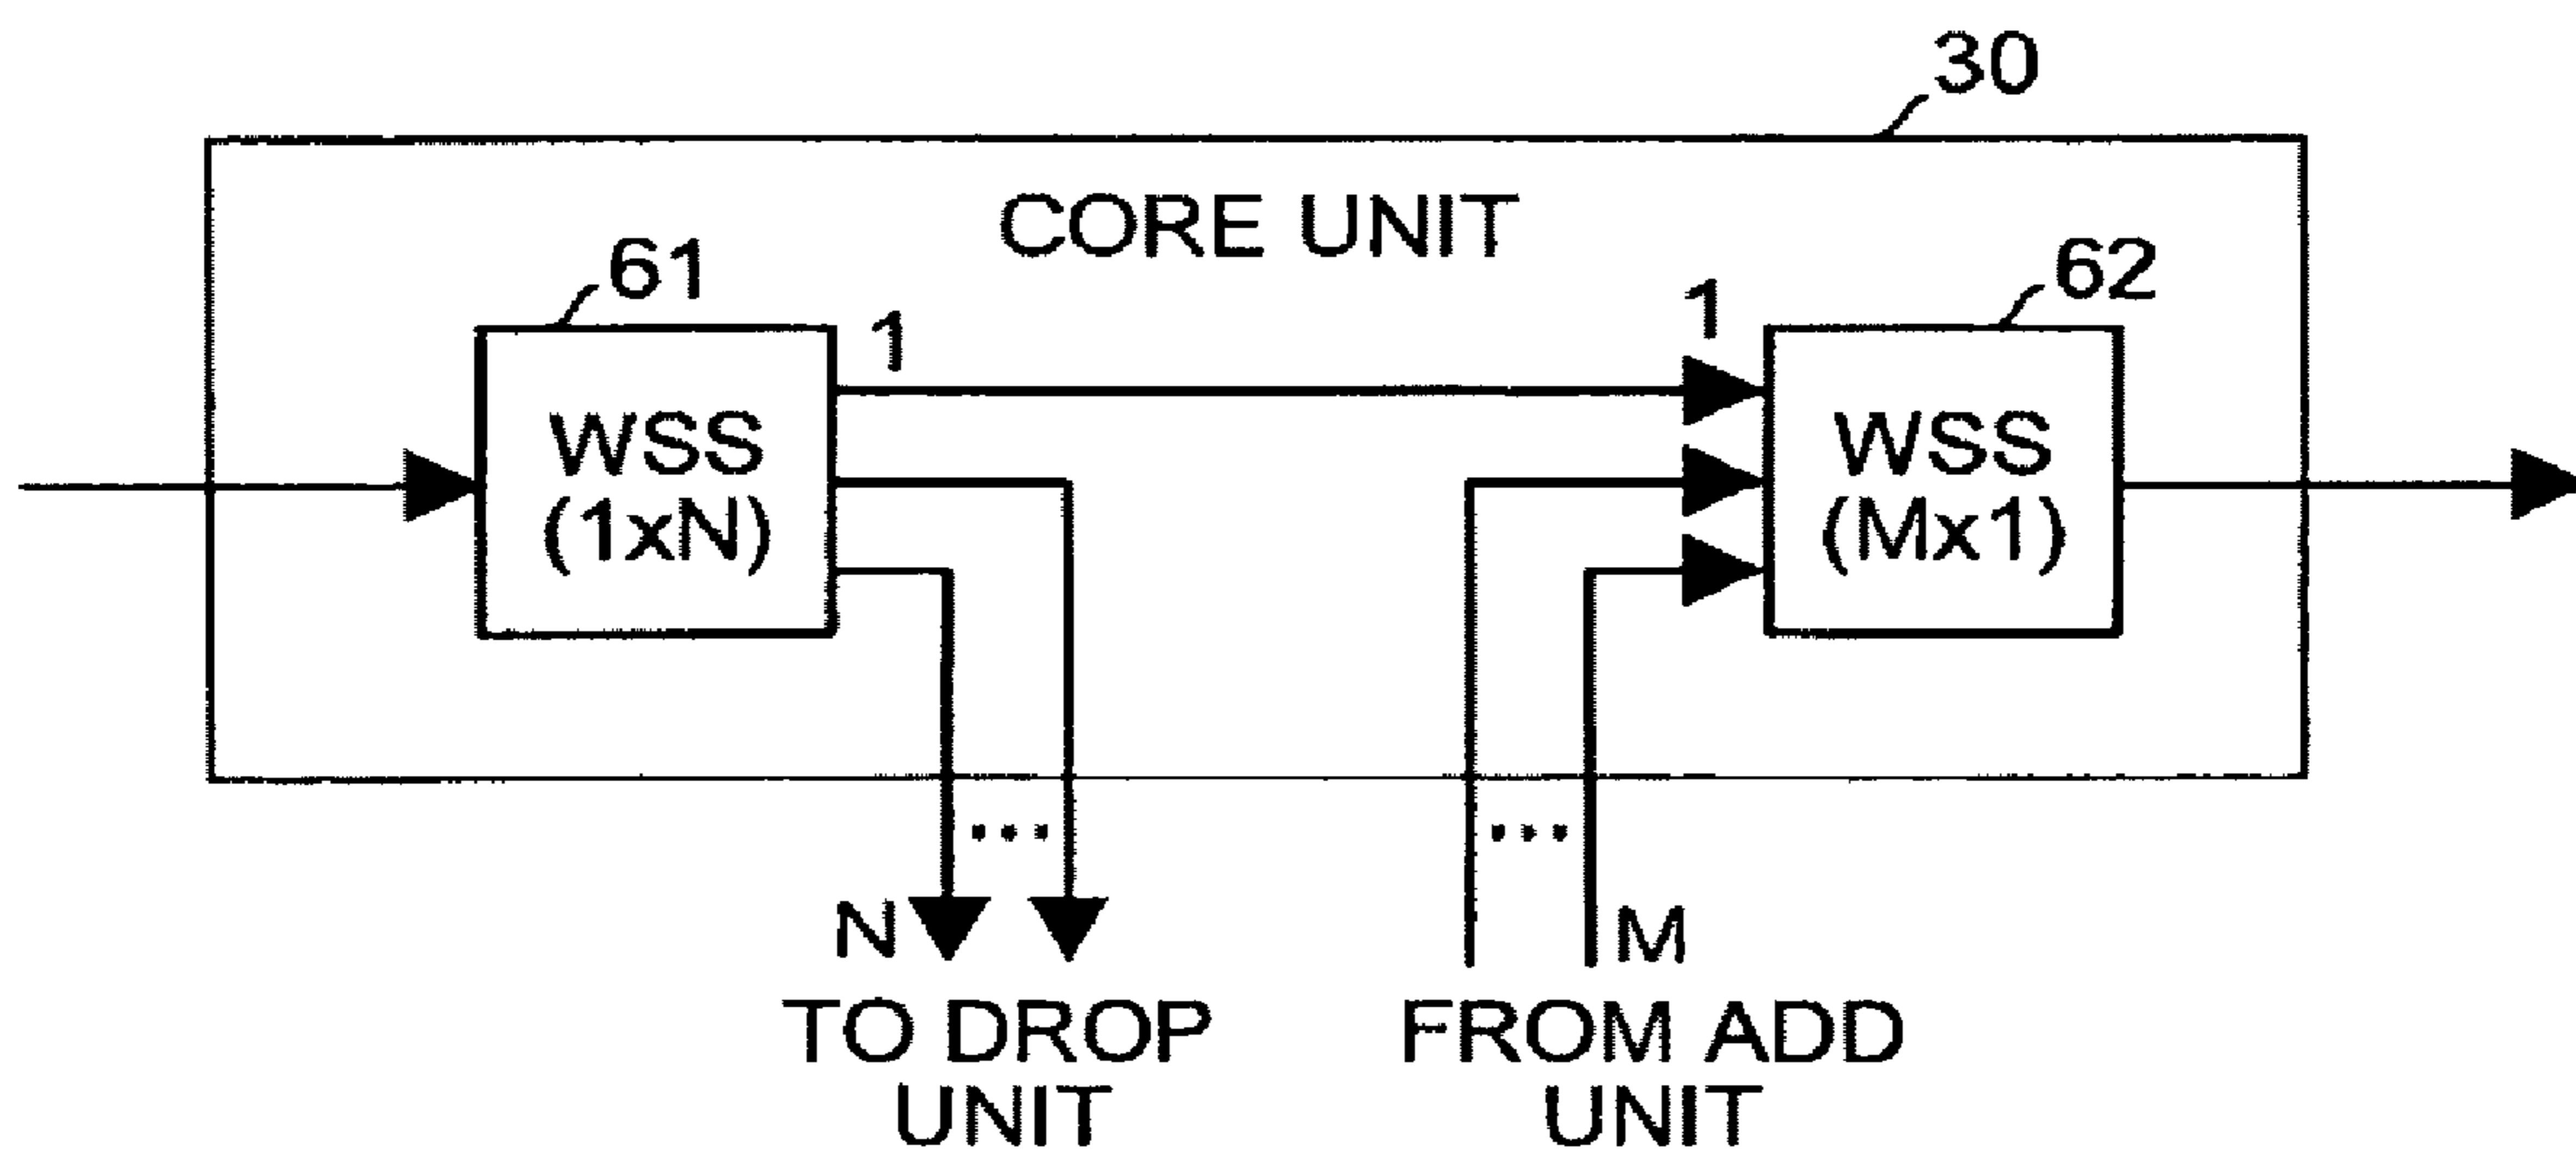 30
CORE UNIT
61
62
1
1
WSS
(1xN)
WSS
(Mx1)
...
...
N
M
TO DROP
UNIT
FROM ADD
UNIT